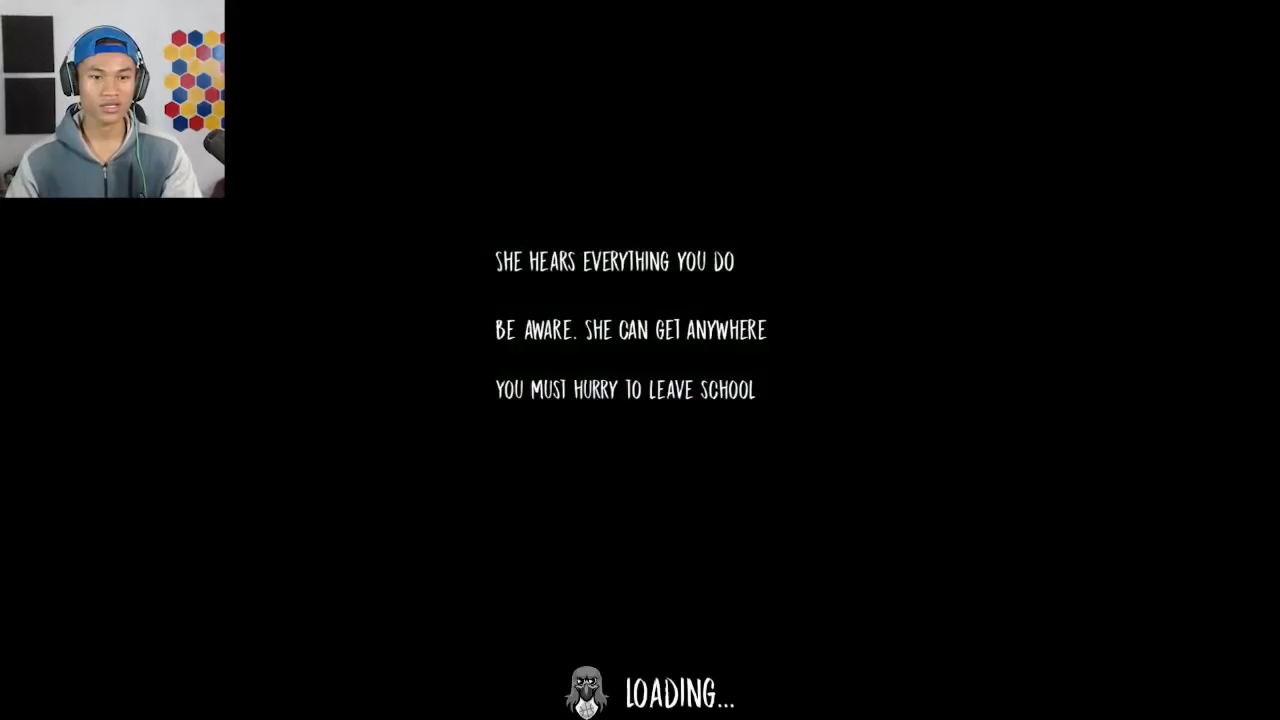 SHE HEARS EVERYTHING YOU DO
BE AWARE. SHE CAN GET ANYWHERE
YOU MUST HURRY TO LEAVE SCHOOL
LOADING...